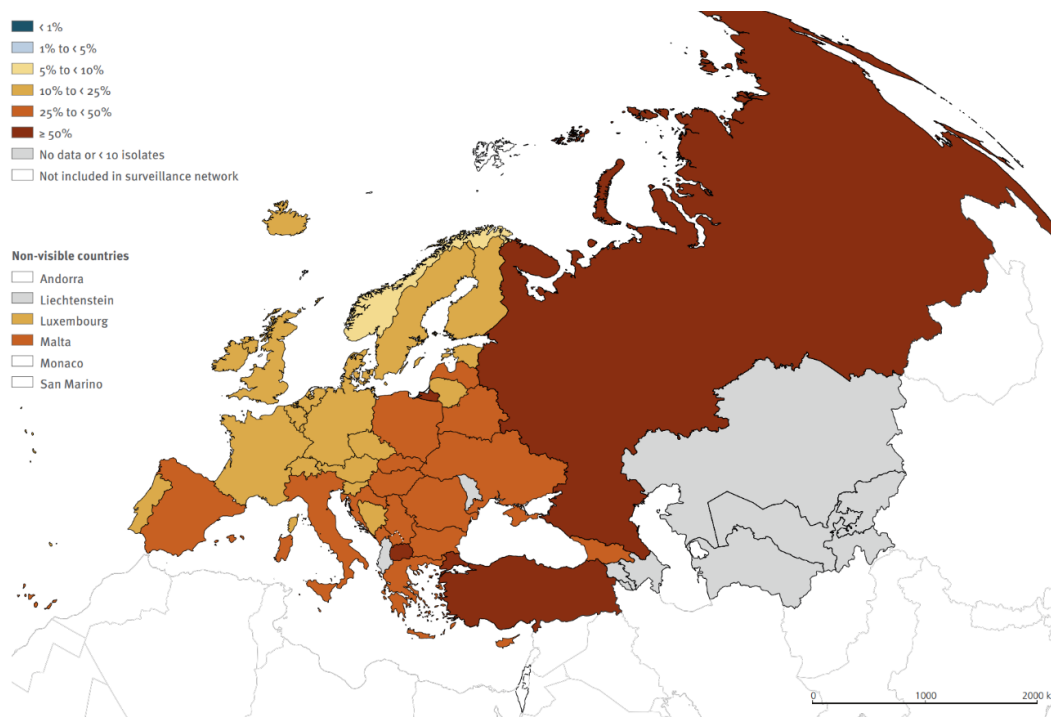 < 1%
1% to < 5%
5% to < 10%
10% to < 25%
25% to < 50%
≥ 50%
No data or < 10 isolates
Not included in surveillance network
Non-visible countries
Andorra
Liechtenstein
Luxembourg
Malta
Monaco
San Marino
0 1000 2000 k